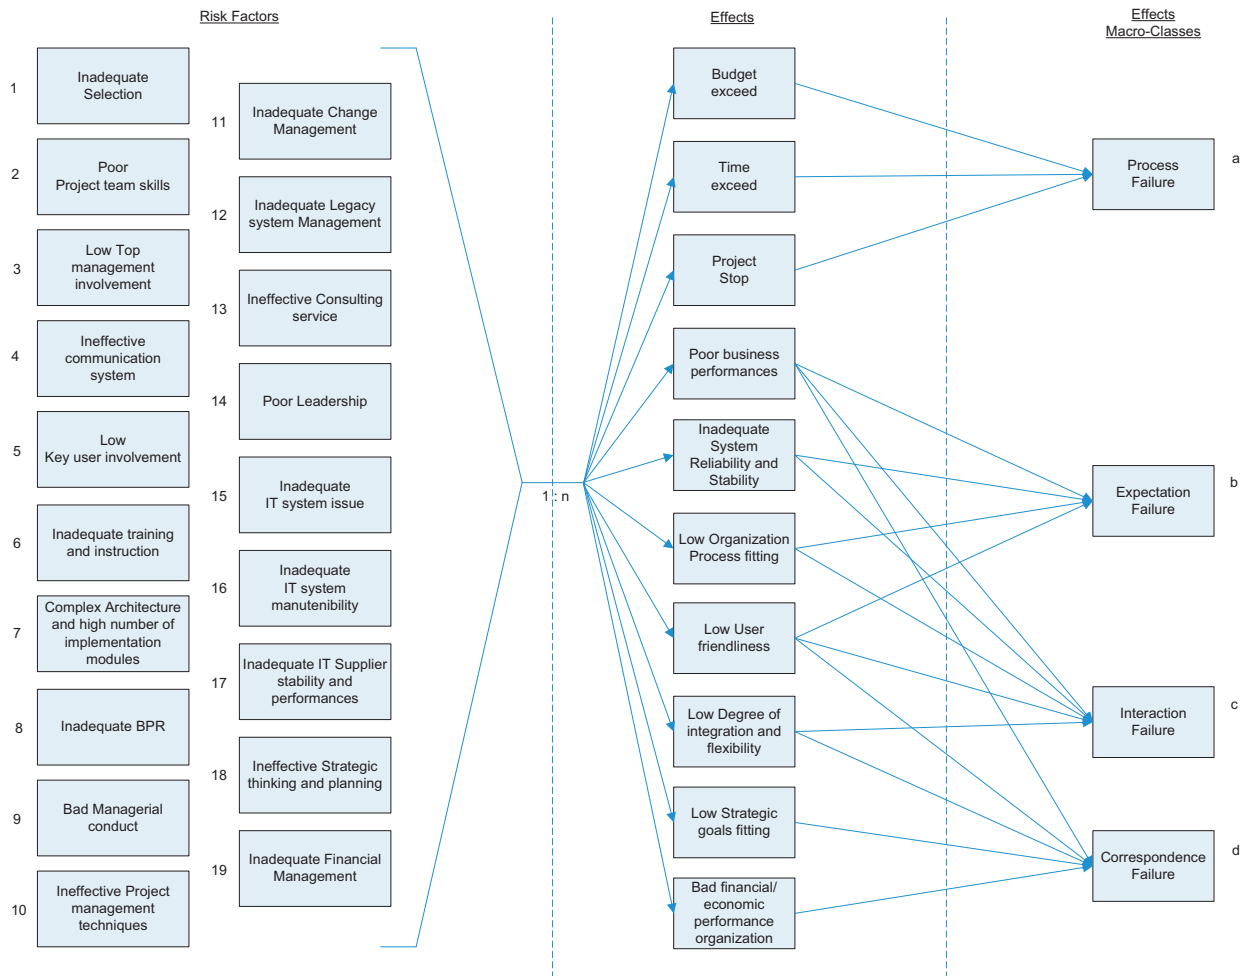 Risk Factors
Effects
Effects
Macro-Classes
1
Inadequate
Selection
2
Poor
Project team skills
3
Low Top
management
involvement
4
Ineffective
communication
system
5
Low
Key user involvement
6
Inadequate training
and instruction
7
Complex Architecture
and high number of
implementation
modules
8
Inadequate BPR
9
Bad Managerial
conduct
10
Ineffective Project
management
techniques
11
Inadequate Change
Management
12
Inadequate Legacy
system Management
13
Ineffective Consulting
service
14
Poor Leadership
15
Inadequate
IT system issue
16
Inadequate
IT system
manutenibility
17
Inadequate IT Supplier
stability and
performances
18
Ineffective Strategic
thinking and planning
19
Inadequate Financial
Management
1 : n
Budget
exceed
Time
exceed
Project
Stop
Poor business
performances
Inadequate
System
Reliability and
Stability
Low Organization
Process fitting
Low User
friendliness
Low Degree of
integration and
flexibility
Low Strategic
goals fitting
Bad financial/
economic
performance
organization
Process
Failure
a
Expectation
Failure
b
Interaction
Failure
c
Correspondence
Failure
d